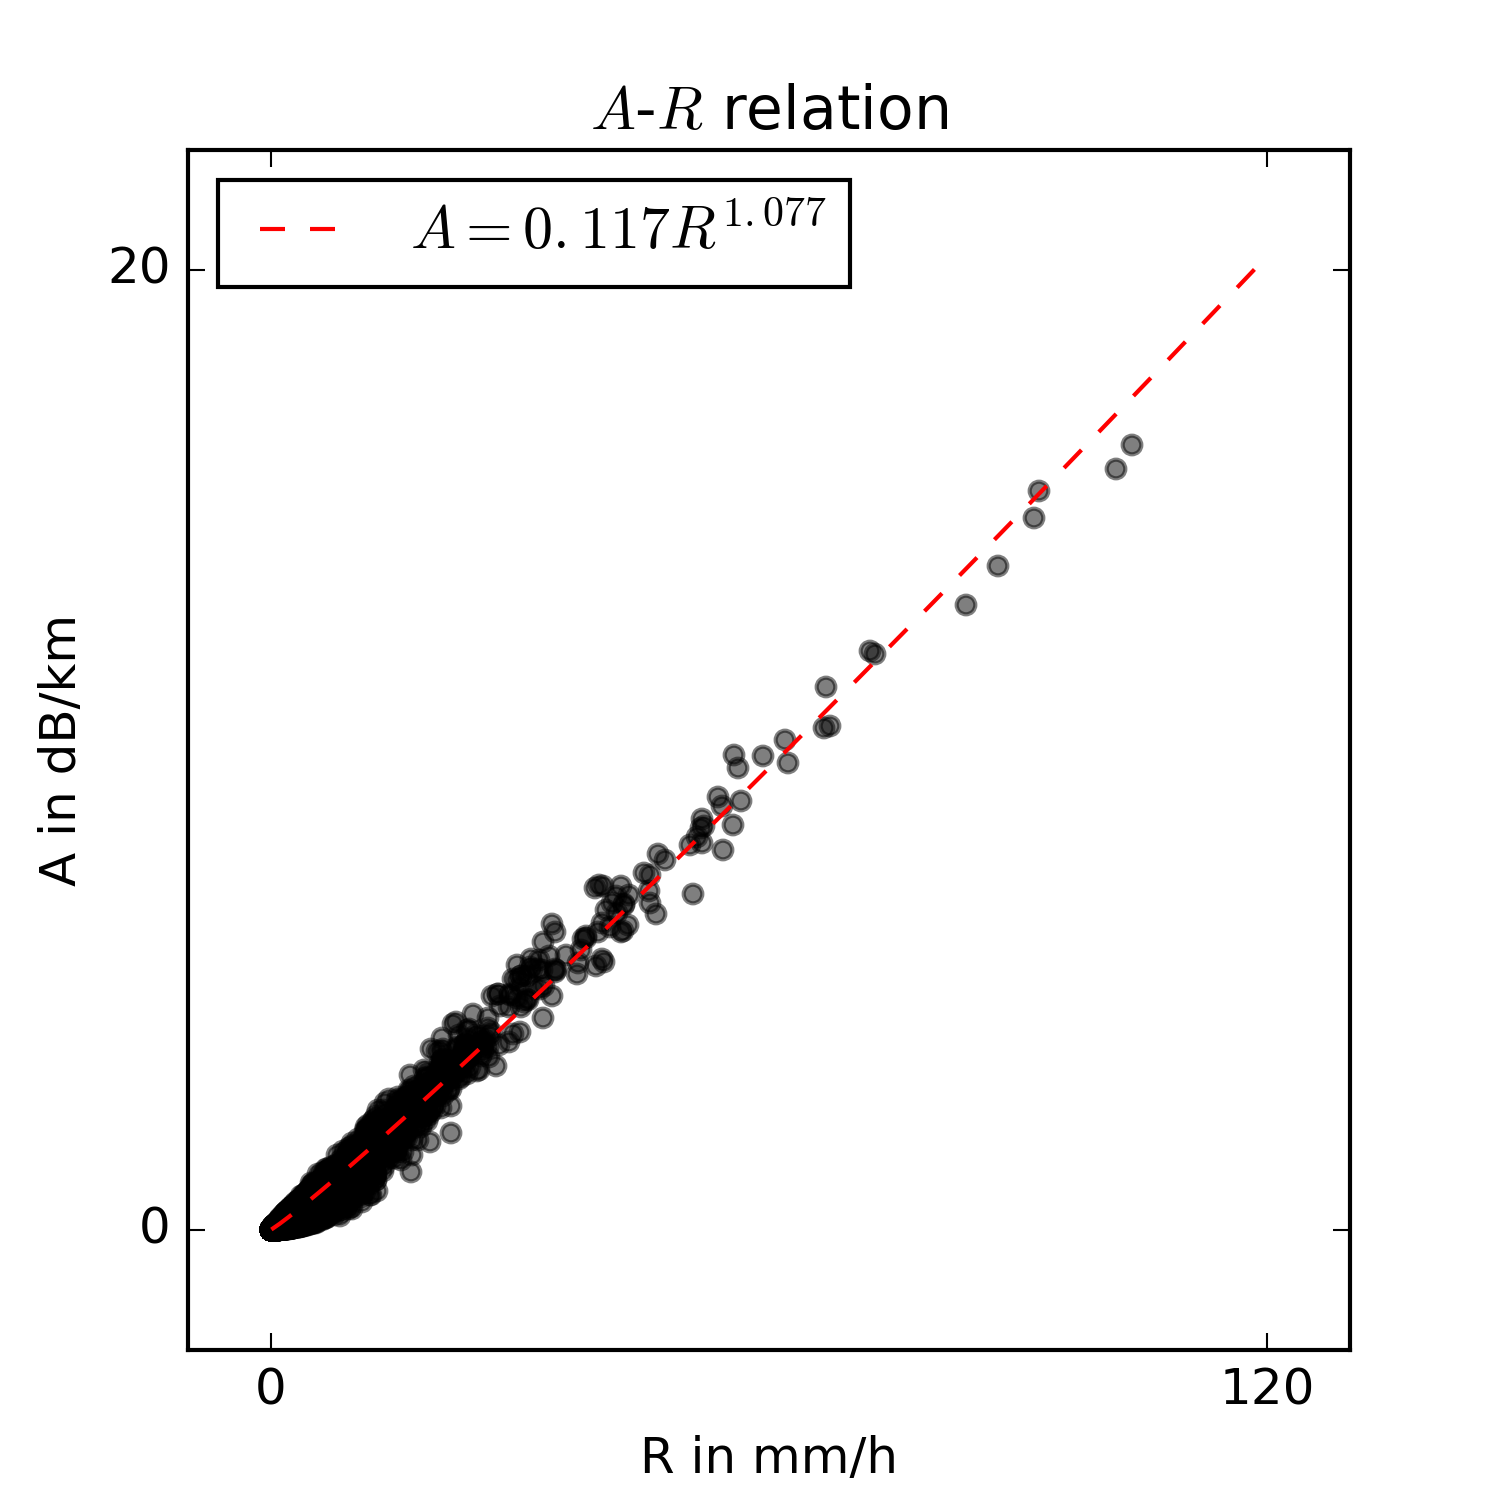 A-R relation
A = 0.117R^1.077
20
A in dB/km
0
0
120
R in mm/h